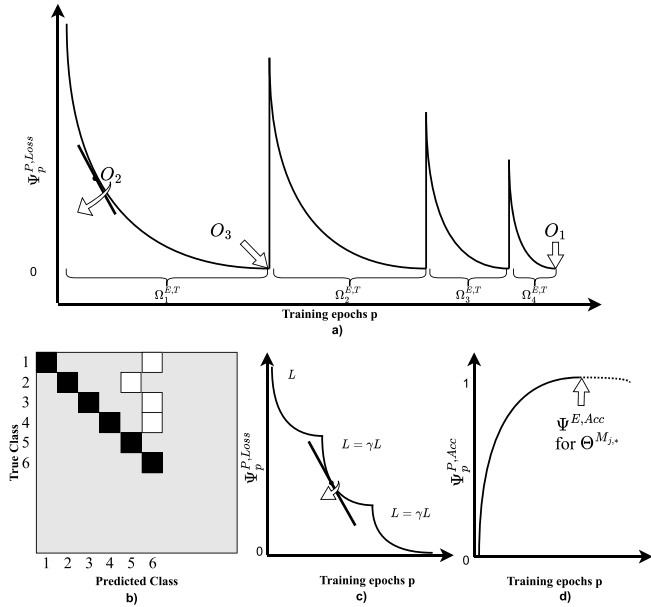 Ψ_p^{P,Loss}
O_2
O_3
O_1
0
Ω_1^{E,T} Ω_2^{E,T} Ω_3^{E,T} Ω_4^{E,T}
Training epochs p
a)
True Class
1
2
3
4
5
6
1 2 3 4 5 6
Predicted Class
b)
Ψ_p^{P,Loss}
L
L = γL
L = γL
0
Training epochs p
c)
Ψ_p^{P,Acc}
1
Ψ^{E,Acc}
for Θ^{M_{j,*}}
0
Training epochs p
d)